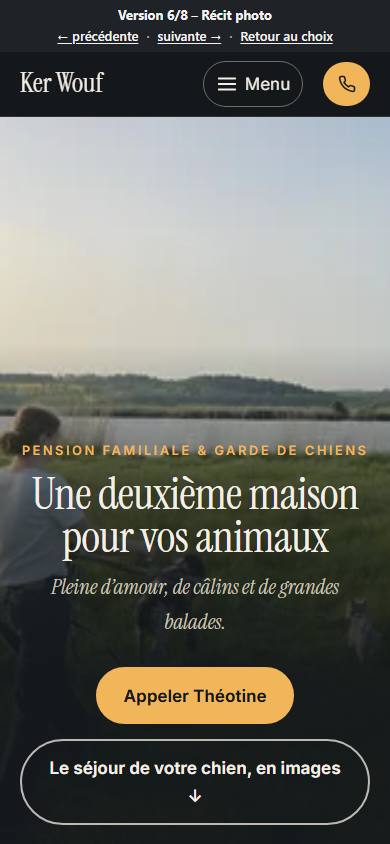 Version 6/8 – Récit photo
← précédente · suivante → · Retour au choix
Ker Wouf
Menu
PENSION FAMILIALE & GARDE DE CHIENS
Une deuxième maison
pour vos animaux
Pleine d’amour, de câlins et de grandes
balades.
Appeler Théotine
Le séjour de votre chien, en images
↓